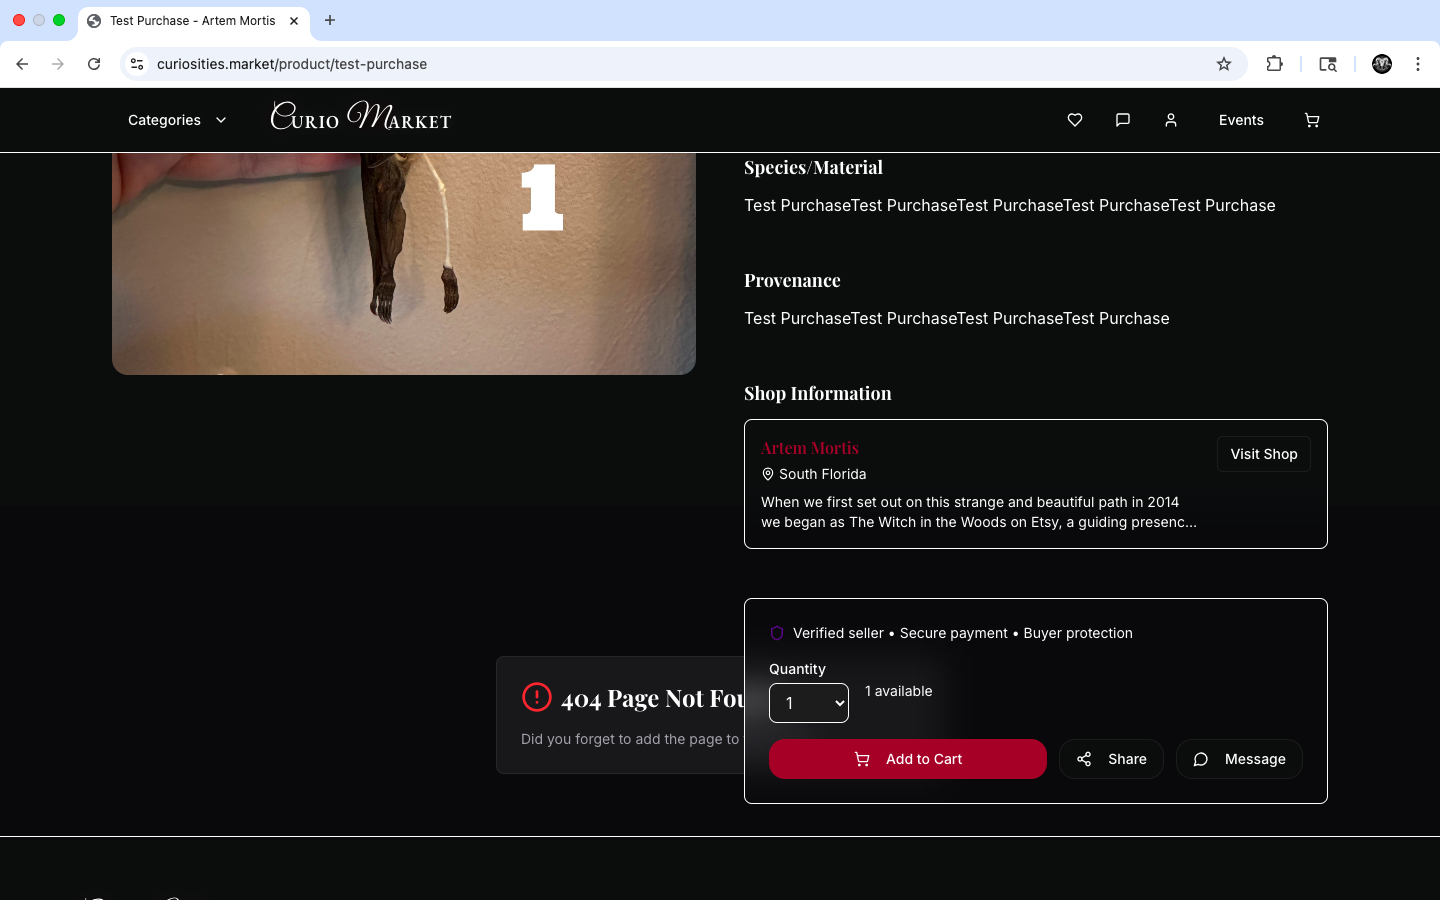 Test Purchase - Artem Mortis
curiosities.market/product/test-purchase
Categories
Curio Market
Events
1
Species/Material
Test PurchaseTest PurchaseTest PurchaseTest PurchaseTest Purchase
Provenance
Test PurchaseTest PurchaseTest PurchaseTest Purchase
Shop Information
Artem Mortis
Visit Shop
South Florida
When we first set out on this strange and beautiful path in 2014
we began as The Witch in the Woods on Etsy, a guiding presenc...
Verified seller • Secure payment • Buyer protection
Quantity
1
1 available
404 Page Not Fou
Did you forget to add the page to
Add to Cart
Share
Message